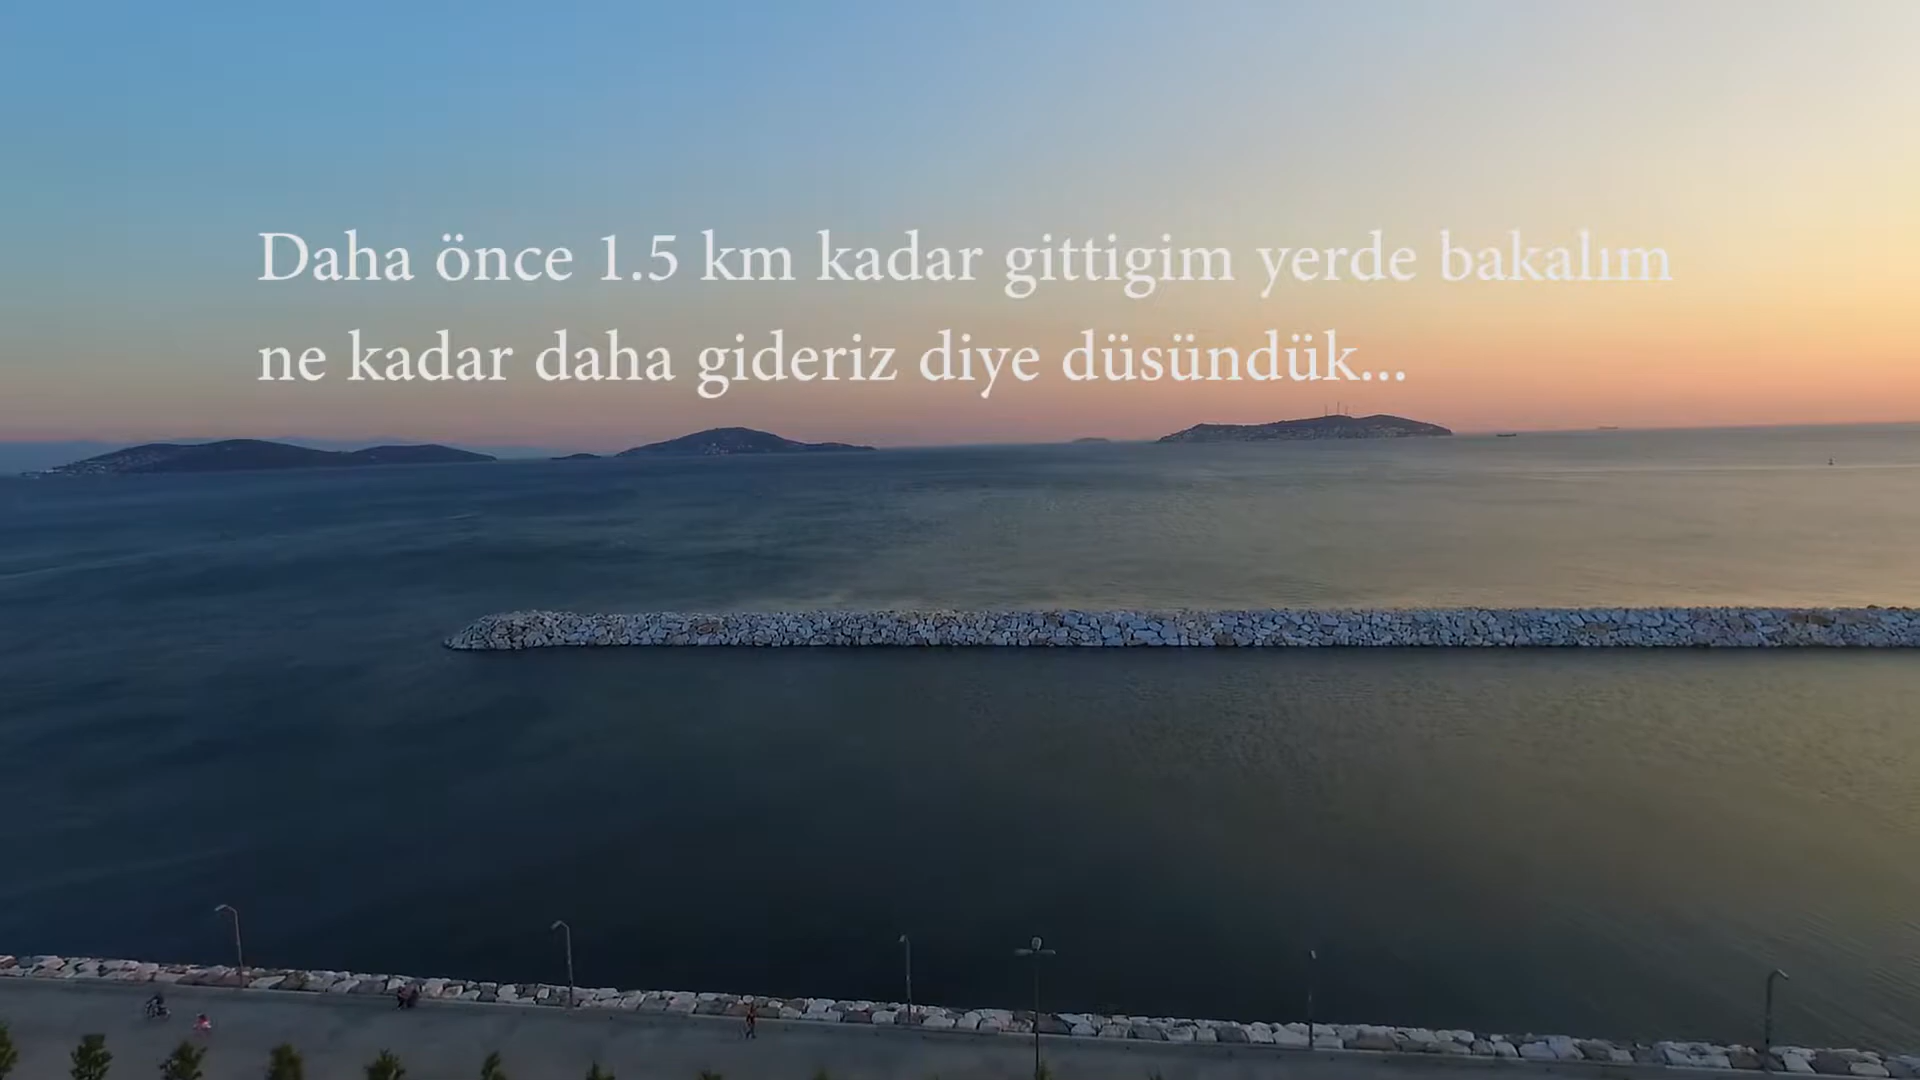 Daha önce 1.5 km kadar gittigim yerde bakalım
ne kadar daha gideriz diye düsündük...